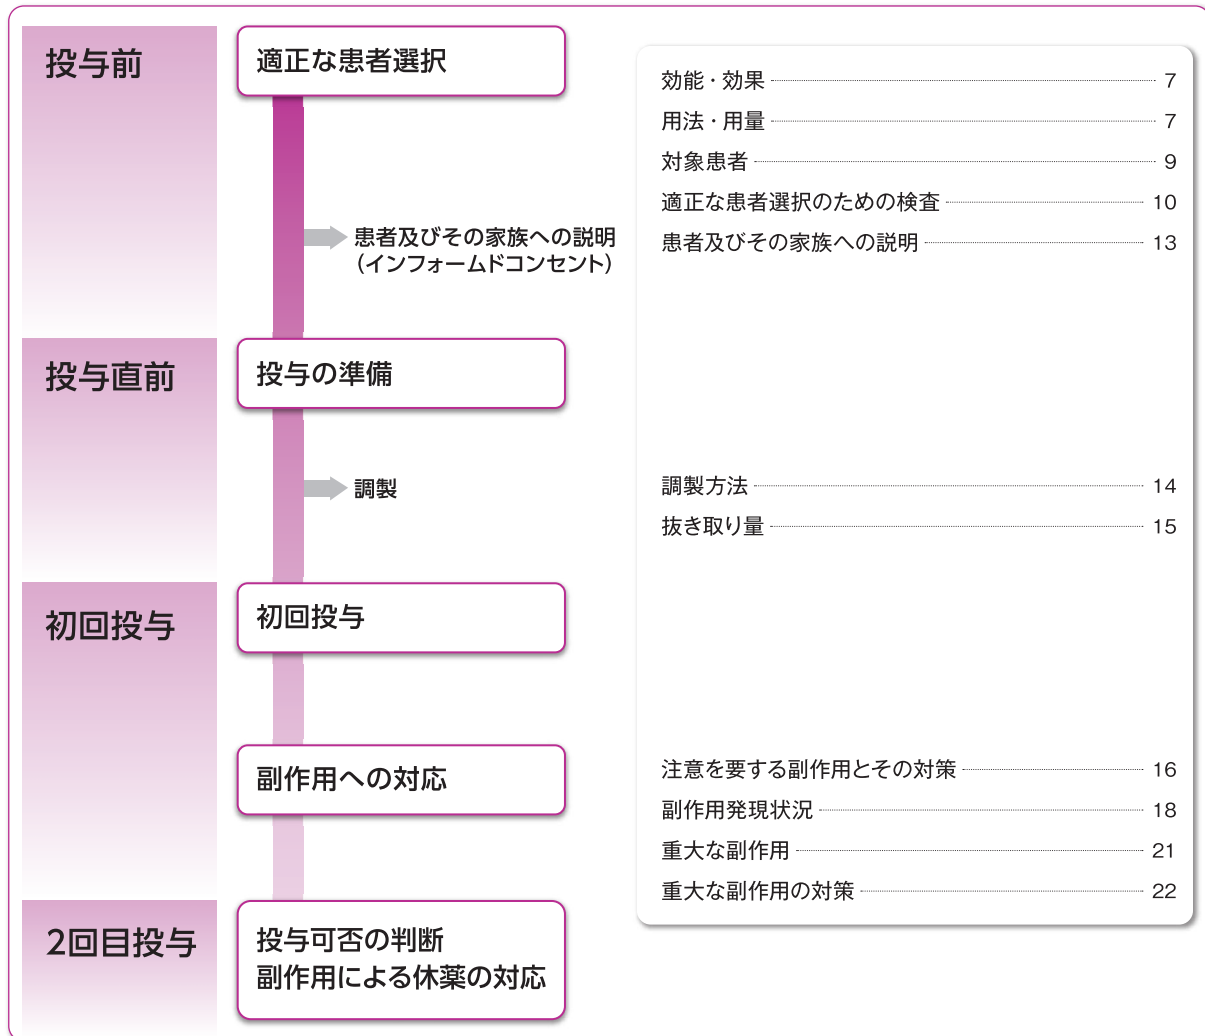 投与前
適正な患者選択
患者及びその家族への説明
（インフォームドコンセント）
効能・効果 7
用法・用量 7
対象患者 9
適正な患者選択のための検査 10
患者及びその家族への説明 13
投与直前
投与の準備
調製
調製方法 14
抜き取り量 15
初回投与
初回投与
副作用への対応
注意を要する副作用とその対策 16
副作用発現状況 18
重大な副作用 21
重大な副作用の対策 22
2回目投与
投与可否の判断
副作用による休薬の対応